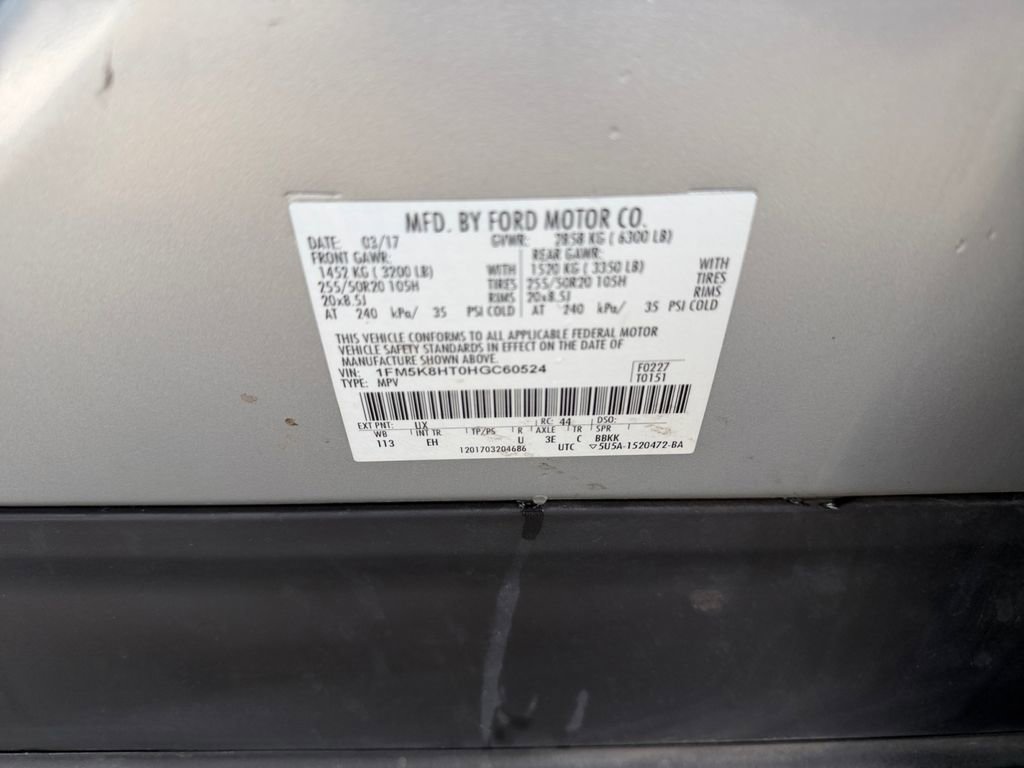 MFD. BY FORD MOTOR CO.
DATE: 03/17 GVWR: 2858 KG ( 6300 LB)
FRONT GAWR: REAR GAWR:
1452 KG ( 3200 LB) WITH 1520 KG ( 3350 LB) WITH
255/50R20 105H TIRES 255/50R20 105H TIRES
20x8.5J RIMS 20x8.5J RIMS
AT 240 kPa/ 35 PSI COLD AT 240 kPa/ 35 PSI COLD
THIS VEHICLE CONFORMS TO ALL APPLICABLE FEDERAL MOTOR
VEHICLE SAFETY STANDARDS IN EFFECT ON THE DATE OF
MANUFACTURE SHOWN ABOVE.
VIN: 1FM5K8HT0HGC60524 F0227
TYPE: MPV T0151
EXT PNT: UX RC: 44 DSO:
WB INT TR TP/PS R AXLE TR SPR
113 EH U 3E C BBKK
1201703204686 UTC ▽5U5A-1520472-BA